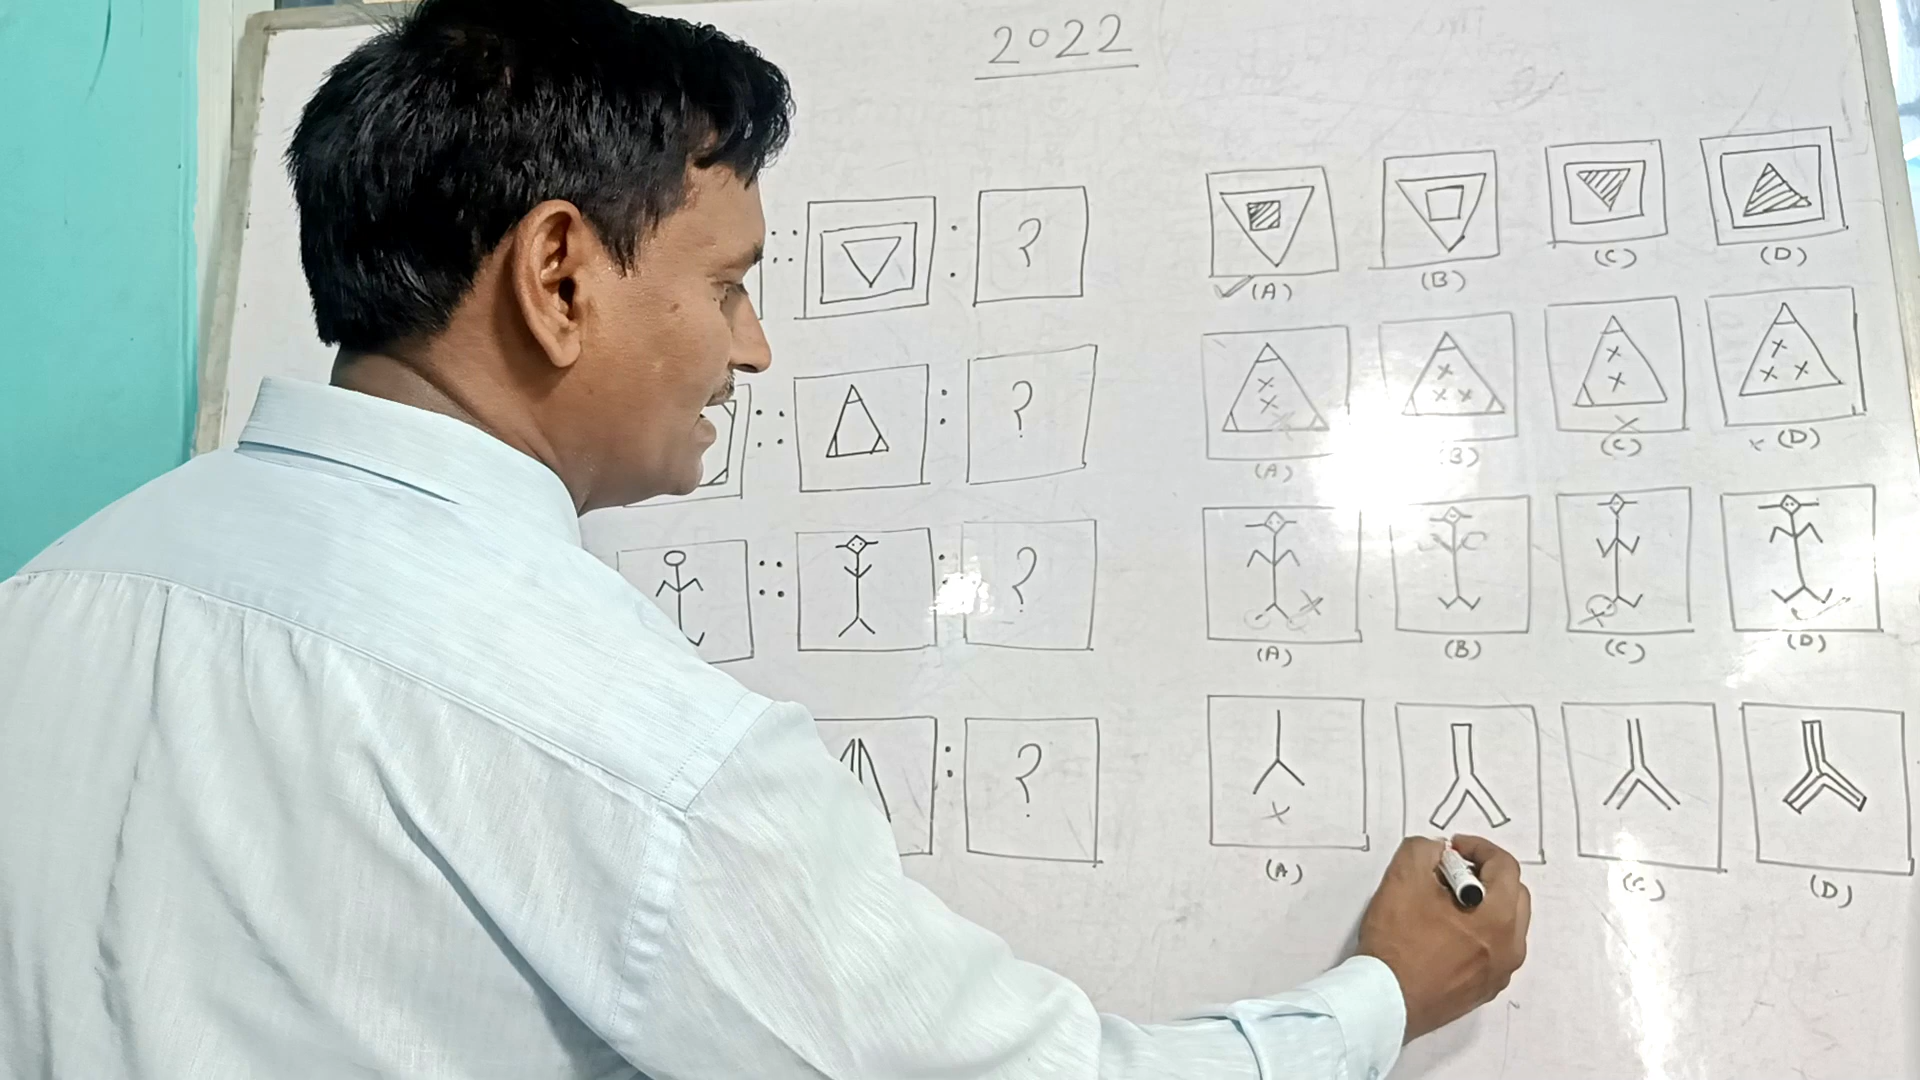 2022
:: : ?
(A) (B) (C) (D)
:: : ?
(A) (B) (C) (D)
:: : ?
(A) (B) (C) (D)
: ?
(A) (C) (D)